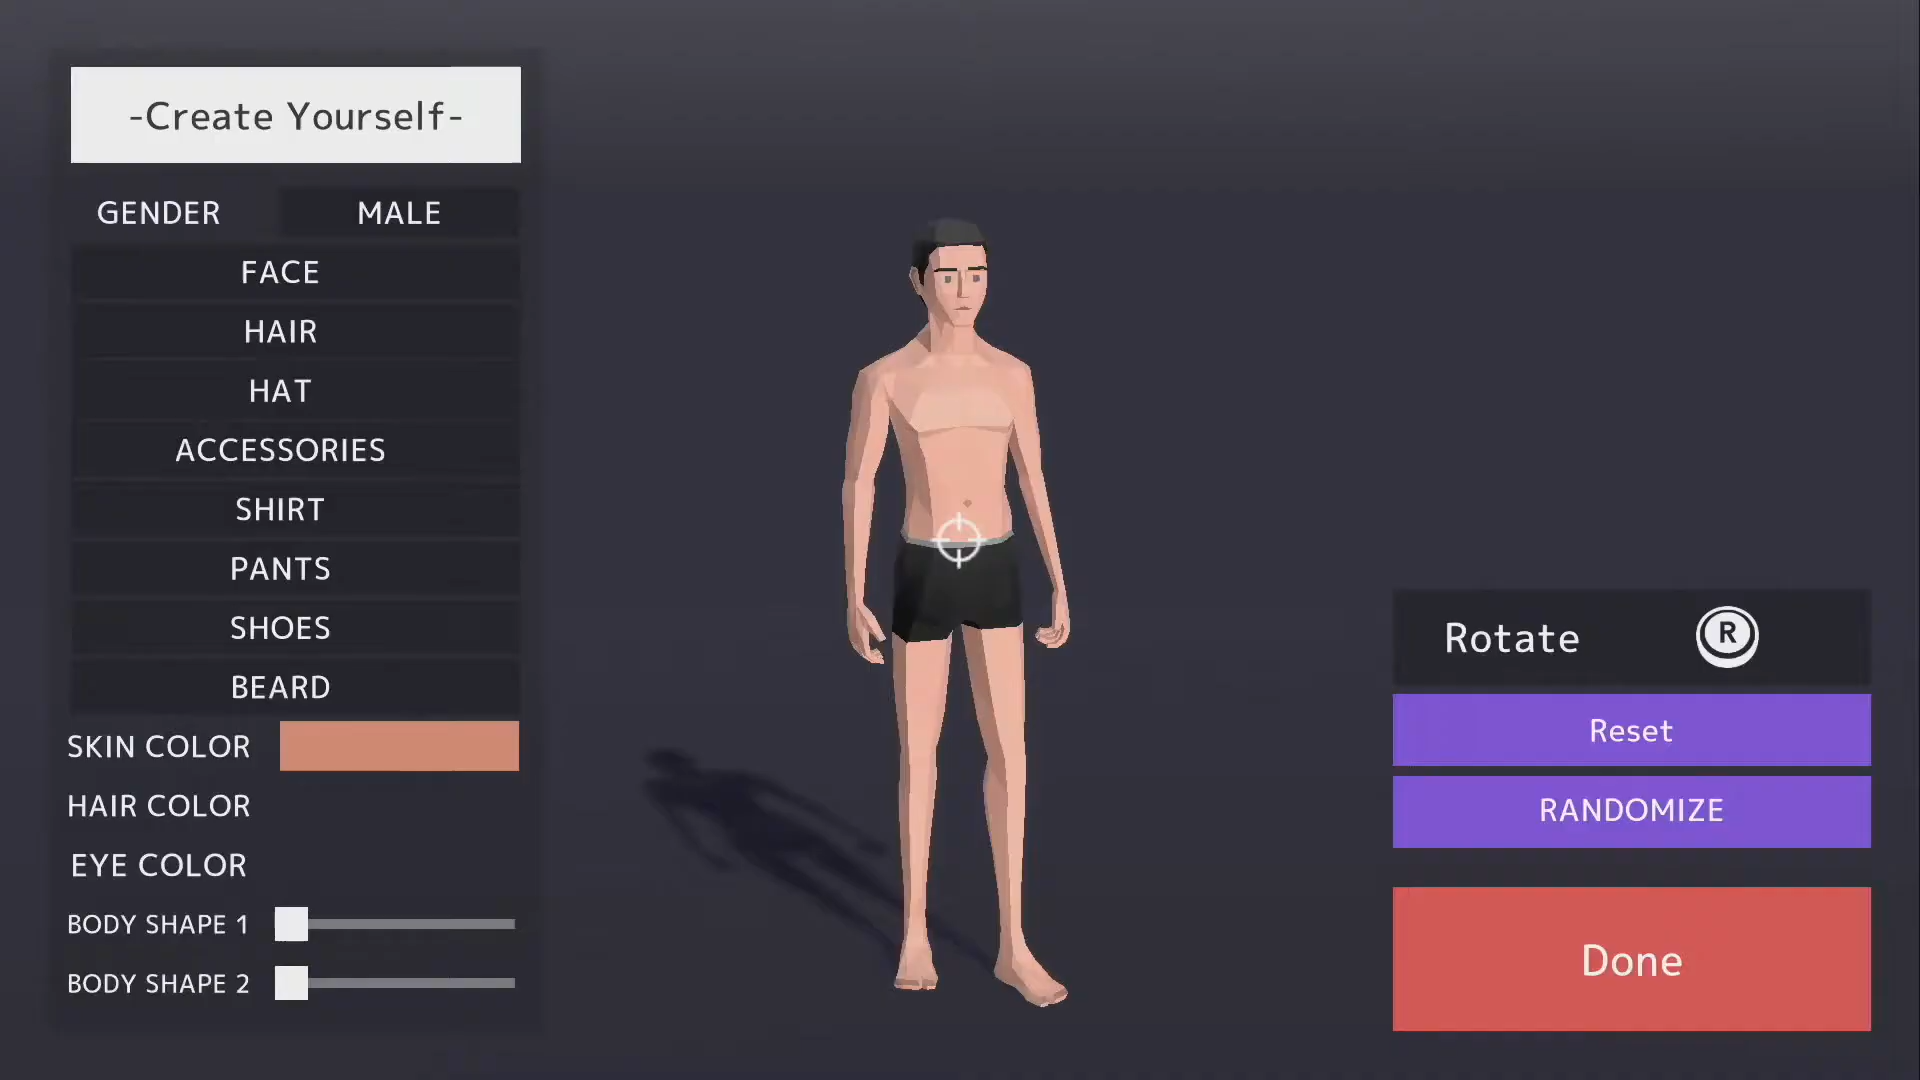 -Create Yourself-
GENDER MALE
FACE
HAIR
HAT
ACCESSORIES
SHIRT
PANTS
SHOES
BEARD
SKIN COLOR
HAIR COLOR
EYE COLOR
BODY SHAPE 1
BODY SHAPE 2
Rotate R
Reset
RANDOMIZE
Done